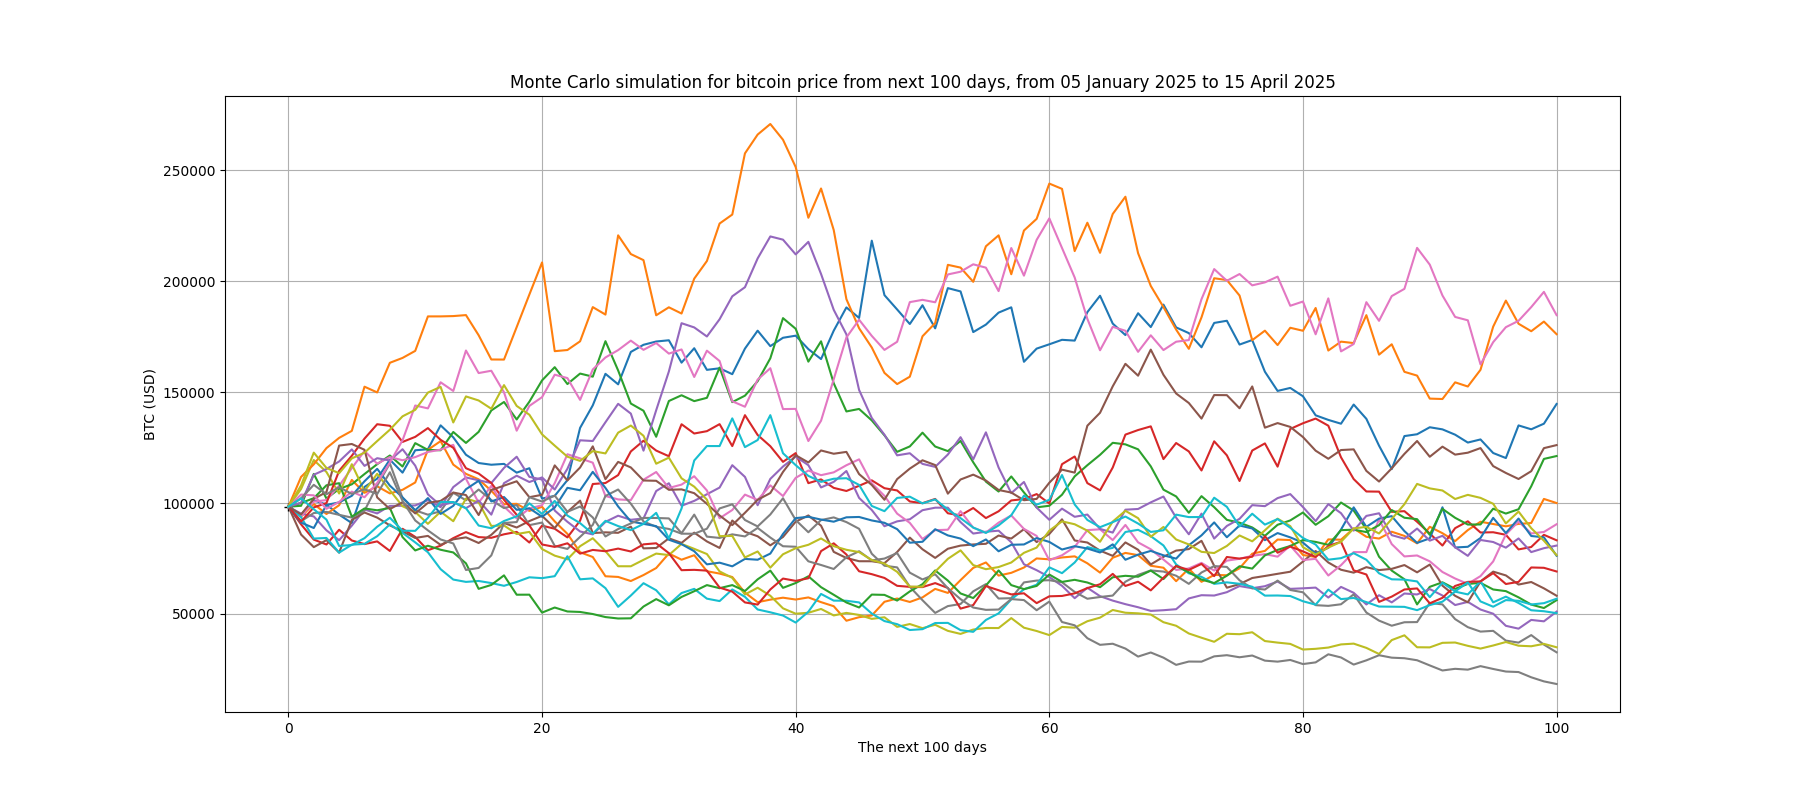 Monte Carlo simulation for bitcoin price from next 100 days, from 05 January 2025 to 15 April 2025
BTC (USD)
250000
200000
150000
100000
50000
0 20 40 60 80 100
The next 100 days